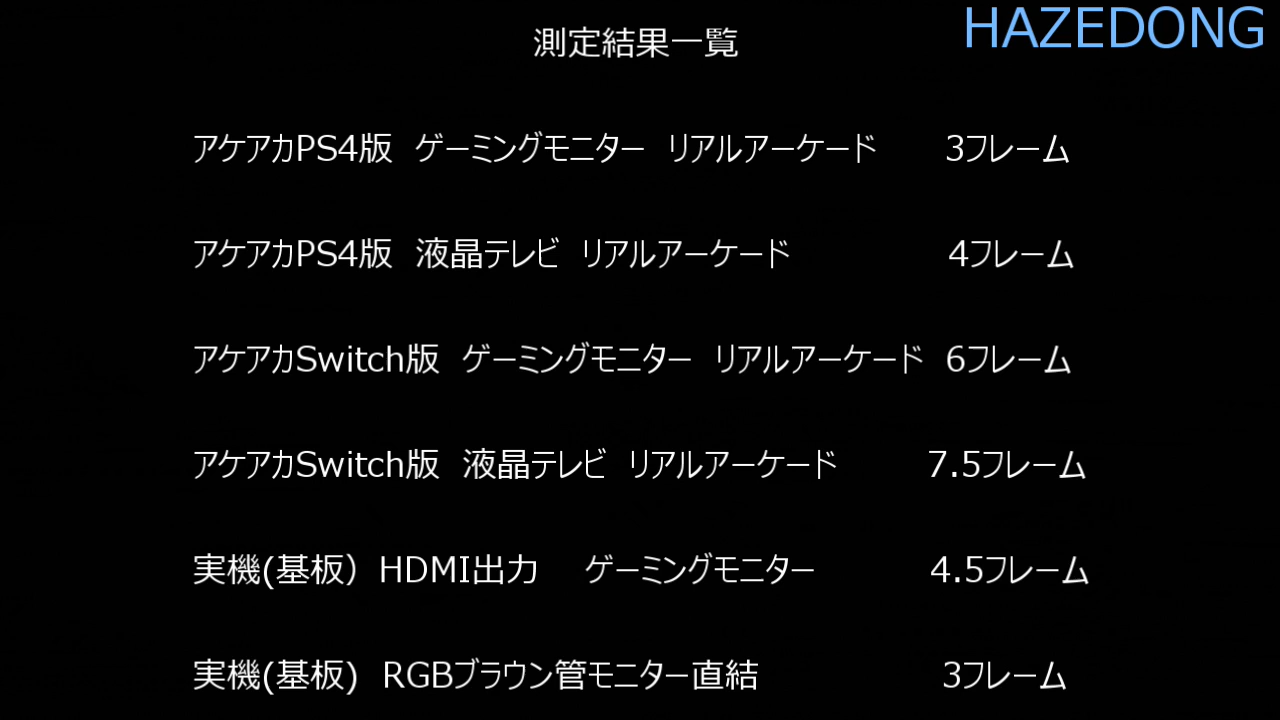 測定結果一覧
HAZEDONG
アケアカPS4版 ゲーミングモニター リアルアーケード 3フレーム
アケアカPS4版 液晶テレビ リアルアーケード 4フレーム
アケアカSwitch版 ゲーミングモニター リアルアーケード 6フレーム
アケアカSwitch版 液晶テレビ リアルアーケード 7.5フレーム
実機(基板）HDMI出力 ゲーミングモニター 4.5フレーム
実機(基板) RGBブラウン管モニター直結 3フレーム